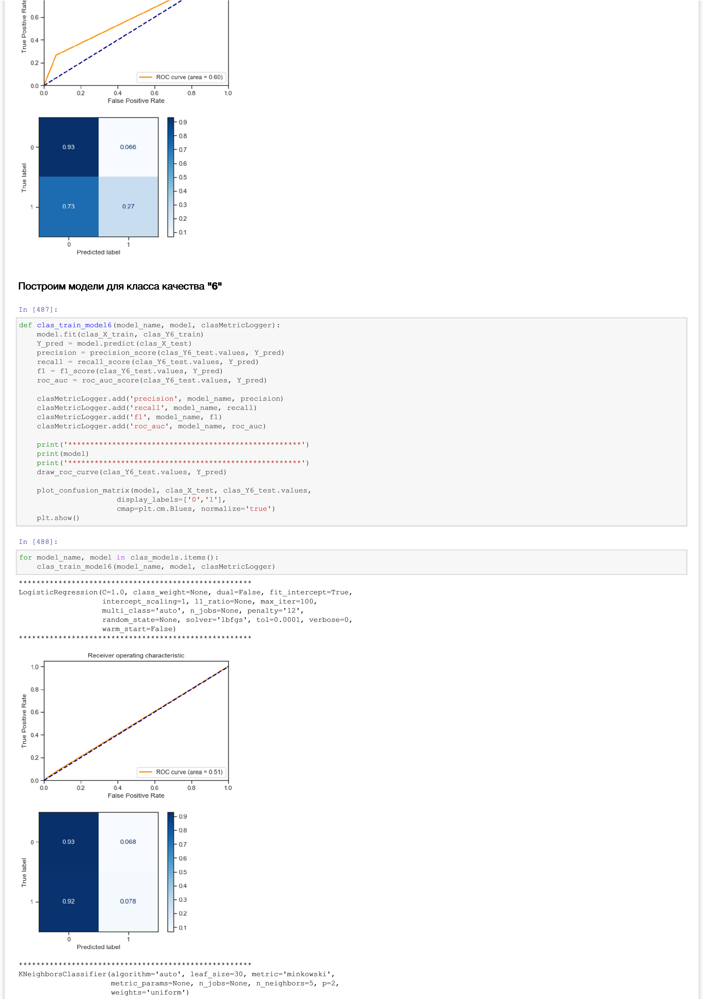 True Positive Rate
0.6
0.4
0.2
0.0
ROC curve (area = 0.60)
0.0 0.2 0.4 0.6 0.8 1.0
False Positive Rate
0.9
0.8
0.7
0.6
0.5
0.4
0.3
0.2
0.1
True label
0
0.93 0.066
1
0.73 0.27
0 1
Predicted label
Построим модели для класса качества "6"
In [487]:
def clas_train_model6(model_name, model, clasMetricLogger):
    model.fit(clas_X_train, clas_Y6_train)
    Y_pred = model.predict(clas_X_test)
    precision = precision_score(clas_Y6_test.values, Y_pred)
    recall = recall_score(clas_Y6_test.values, Y_pred)
    f1 = f1_score(clas_Y6_test.values, Y_pred)
    roc_auc = roc_auc_score(clas_Y6_test.values, Y_pred)
    clasMetricLogger.add('precision', model_name, precision)
    clasMetricLogger.add('recall', model_name, recall)
    clasMetricLogger.add('f1', model_name, f1)
    clasMetricLogger.add('roc_auc', model_name, roc_auc)
    print('*****************************************************')
    print(model)
    print('*****************************************************')
    draw_roc_curve(clas_Y6_test.values, Y_pred)
    plot_confusion_matrix(model, clas_X_test, clas_Y6_test.values,
                      display_labels=['0','1'],
                      cmap=plt.cm.Blues, normalize='true')
    plt.show()
In [488]:
for model_name, model in clas_models.items():
    clas_train_model6(model_name, model, clasMetricLogger)
*****************************************************
LogisticRegression(C=1.0, class_weight=None, dual=False, fit_intercept=True,
                   intercept_scaling=1, l1_ratio=None, max_iter=100,
                   multi_class='auto', n_jobs=None, penalty='l2',
                   random_state=None, solver='lbfgs', tol=0.0001, verbose=0,
                   warm_start=False)
*****************************************************
Receiver operating characteristic
True Positive Rate
1.0
0.8
0.6
0.4
0.2
0.0
ROC curve (area = 0.51)
0.0 0.2 0.4 0.6 0.8 1.0
False Positive Rate
0.9
0.8
0.7
0.6
0.5
0.4
0.3
0.2
0.1
True label
0
0.93 0.068
1
0.92 0.078
0 1
Predicted label
*****************************************************
KNeighborsClassifier(algorithm='auto', leaf_size=30, metric='minkowski',
                     metric_params=None, n_jobs=None, n_neighbors=5, p=2,
                     weights='uniform')